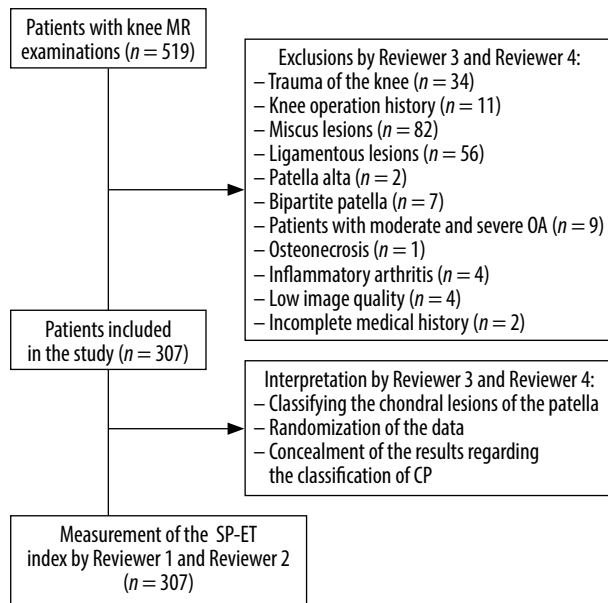 Patients with knee MR
examinations (n = 519)
Exclusions by Reviewer 3 and Reviewer 4:
– Trauma of the knee (n = 34)
– Knee operation history (n = 11)
– Miscus lesions (n = 82)
– Ligamentous lesions (n = 56)
– Patella alta (n = 2)
– Bipartite patella (n = 7)
– Patients with moderate and severe OA (n = 9)
– Osteonecrosis (n = 1)
– Inflammatory arthritis (n = 4)
– Low image quality (n = 4)
– Incomplete medical history (n = 2)
Patients included
in the study (n = 307)
Interpretation by Reviewer 3 and Reviewer 4:
– Classifying the chondral lesions of the patella
– Randomization of the data
– Concealment of the results regarding
the classification of CP
Measurement of the SP-ET
index by Reviewer 1 and Reviewer 2
(n = 307)